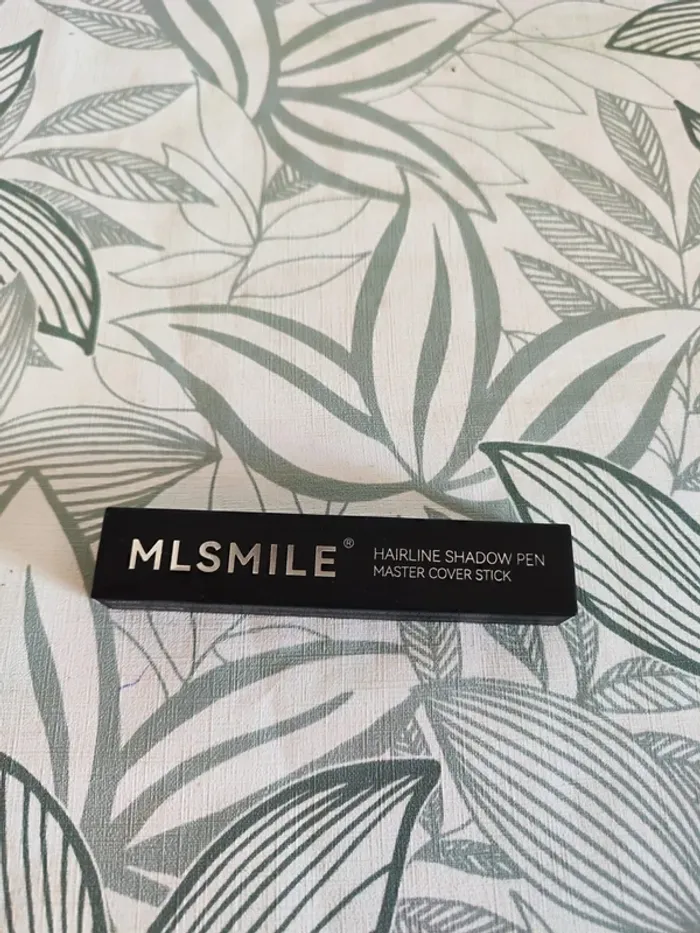 MLSMILE®
HAIRLINE SHADOW PEN
MASTER COVER STICK